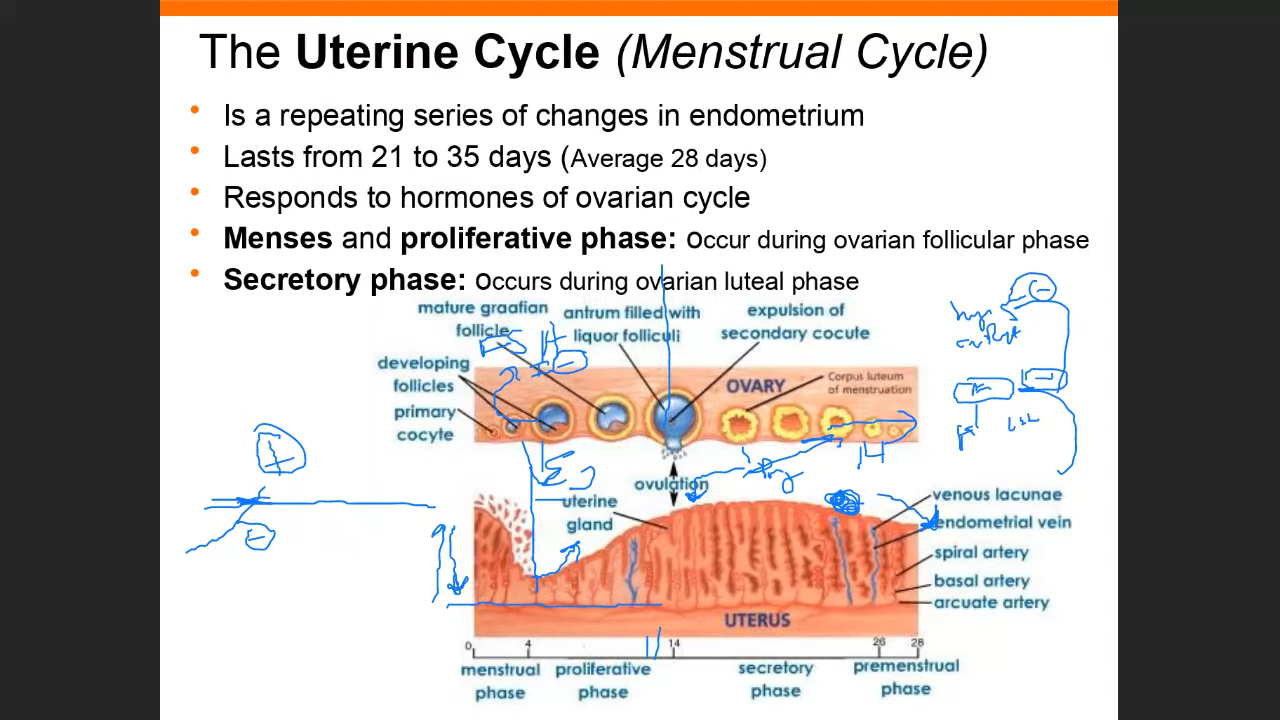 The Uterine Cycle (Menstrual Cycle)
• Is a repeating series of changes in endometrium
• Lasts from 21 to 35 days (Average 28 days)
• Responds to hormones of ovarian cycle
• Menses and proliferative phase: Occur during ovarian follicular phase
• Secretory phase: Occurs during ovarian luteal phase
mature graafian
follicle
antrum filled with
liquor folliculi
expulsion of
secondary cocute
developing
follicles
primary
cocyte
OVARY
Corpus luteum
of menstruation
14
ovulation
uterine
gland
venous lacunae
endometrial vein
spiral artery
basal artery
arcuate artery
UTERUS
0 4 14 26 28
menstrual
phase
proliferative
phase
secretory
phase
premenstrual
phase